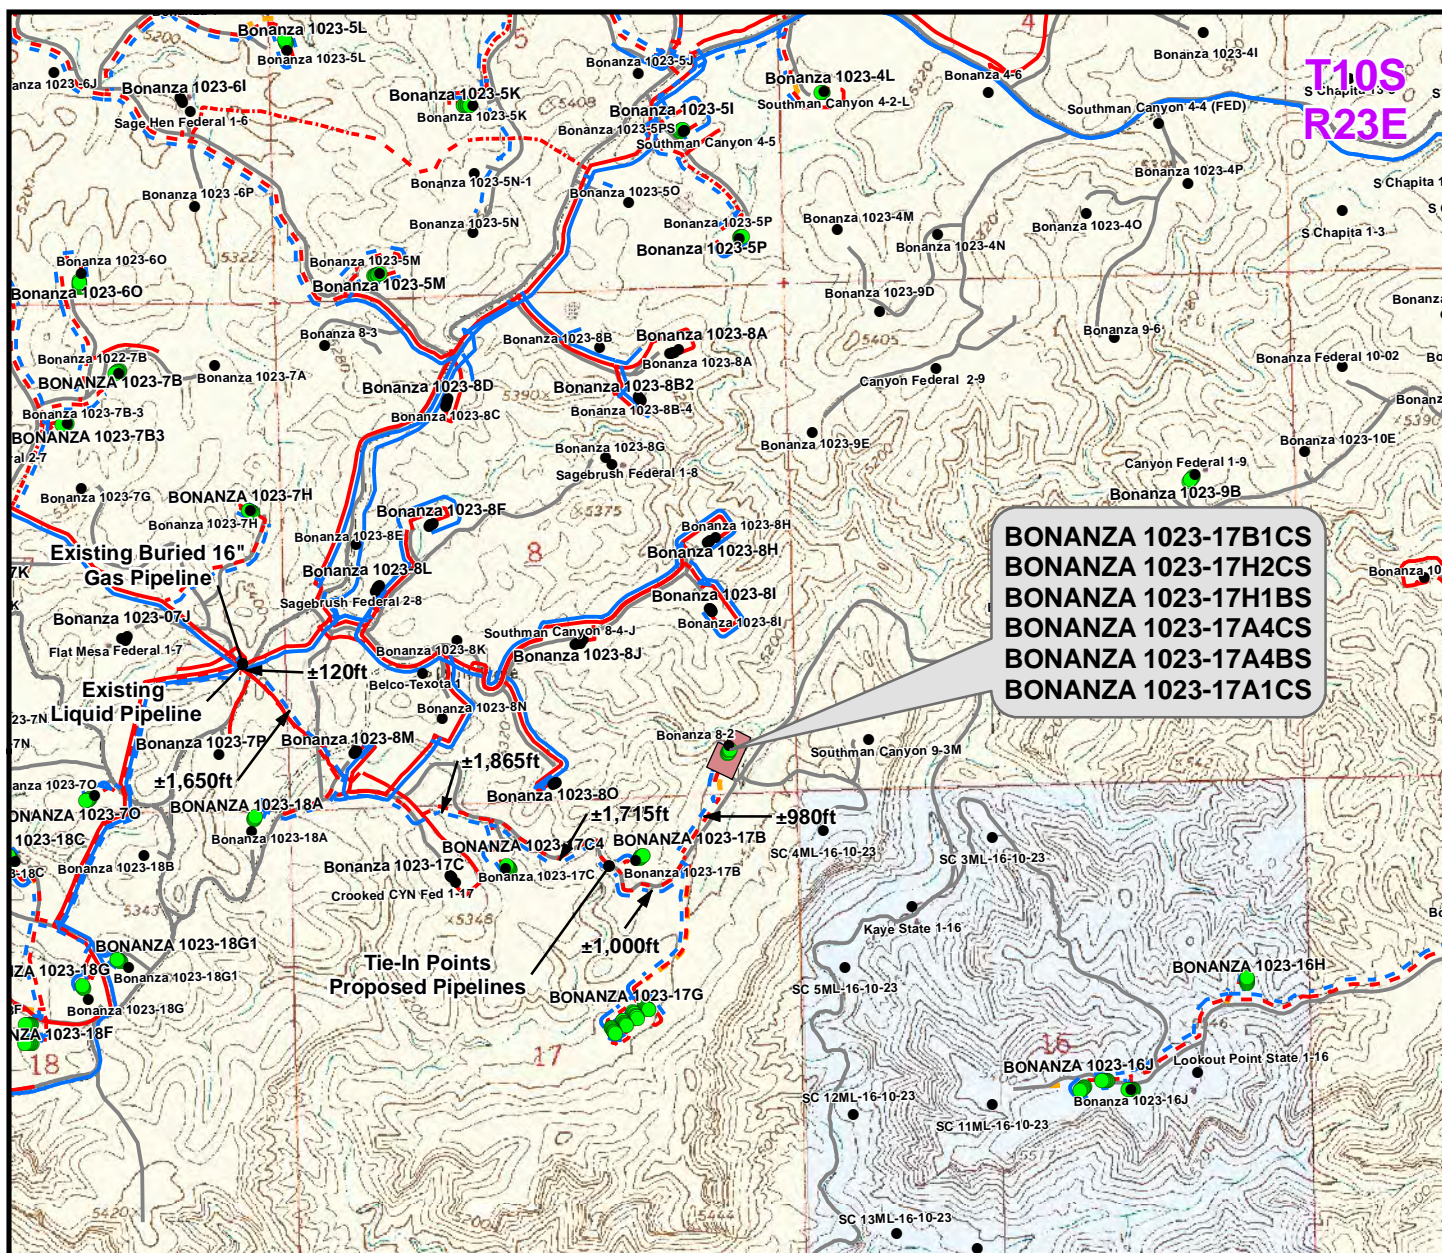 5200
Bonanza 1023-5L
Bonanza 1023-5L
5
4
Bonanza 1023-4I
Bonanza 4-6
T10S
R23E
Bonanza 1023-6I
Sage Hen Federal 1-6
Bonanza 1023-5K
Bonanza 1023-5K
5408
Bonanza 1023-5J
Bonanza 1023-5I
Bonanza 1023-5PS
Southman Canyon 4-5
Bonanza 1023-4L
Southman Canyon 4-2-L
5200
Southman Canyon 4-4 (FED)
Bonanza 1023-4P
Bonanza 1023 -6P
5200
Bonanza 1023-5N-1
Bonanza 1023-5N
Bonanza 1023-5O
Bonanza 1023-5P
Bonanza 1023-5P
Bonanza 1023-4M
Bonanza 1023-4N
Bonanza 1023-4O
S Chapita 1-3
Bonanza 1023-6O
Bonanza 1023-6O
5322
Bonanza 1023-5M
Bonanza 1023-5M
Bonanza 1023-9D
Bonanza 9-6
5405
Bonanza 8-3
Bonanza 1023-8B
Bonanza 1023-8A
Bonanza 1023-8A
Bonanza Federal 10-02
Bonanza 1022-7B
BONANZA 1023-7B
Bonanza 1023-7A
Bonanza 1023-8D
Bonanza 1023-8C
5390
Bonanza 1023-8B2
Bonanza 1023-8B-4
Canyon Federal 2-9
Bonanza 1023-7B-3
BONANZA 1023-7B3
Bonanza 1023-9E
Bonanza 1023-10E
5390
Bonanza 1023-8G
Sagebrush Federal 1-8
Canyon Federal 1-9
Bonanza 1023-9B
Bonanza 1023-7G
BONANZA 1023-7H
Bonanza 1023-7H
Bonanza 1023-8F
5375
Bonanza 1023-8E
8
Bonanza 1023-8H
Bonanza 1023-8H
Existing Buried 16"
Gas Pipeline
BONANZA 1023-17B1CS
BONANZA 1023-17H2CS
BONANZA 1023-17H1BS
BONANZA 1023-17A4CS
BONANZA 1023-17A4BS
BONANZA 1023-17A1CS
Bonanza 1023-8L
Sagebrush Federal 2-8
Bonanza 1023-8I
Bonanza 1023-8I
Bonanza 1023-07J
Flat Mesa Federal 1-7
Southman Canyon 8-4-J
Bonanza 1023-8J
Bonanza 1023-8K
Belco-Texota 1
±120ft
Existing
Liquid Pipeline
Bonanza 1023-8N
Bonanza 1023-7P
Bonanza 1023-8M
Bonanza 8-2
Southman Canyon 9-3M
±1,650ft
±1,865ft
Bonanza 1023-8O
BONANZA 1023-18A
Bonanza 1023-18A
±1,715ft
±980ft
BONANZA 1023-17C4
BONANZA 1023-17B
SC 4ML-16-10-23
SC 3ML-16-10-23
Bonanza 1023-18B
Bonanza 1023-17C
Crooked CYN Fed 1-17
Bonanza 1023-17C
Bonanza 1023-17B
5343
5348
Kaye State 1-16
±1,000ft
BONANZA 1023-18G1
Bonanza 1023-18G1
Tie-In Points
Proposed Pipelines
SC 5ML-16-10-23
BONANZA 1023-16H
Bonanza 1023-18G
BONANZA 1023-17G
18
17
BONANZA 1023-16J
Lookout Point State 1-16
Bonanza 1023-16J
SC 12ML-16-10-23
SC 11ML-16-10-23
5577
5420
5444
SC 13ML-16-10-23